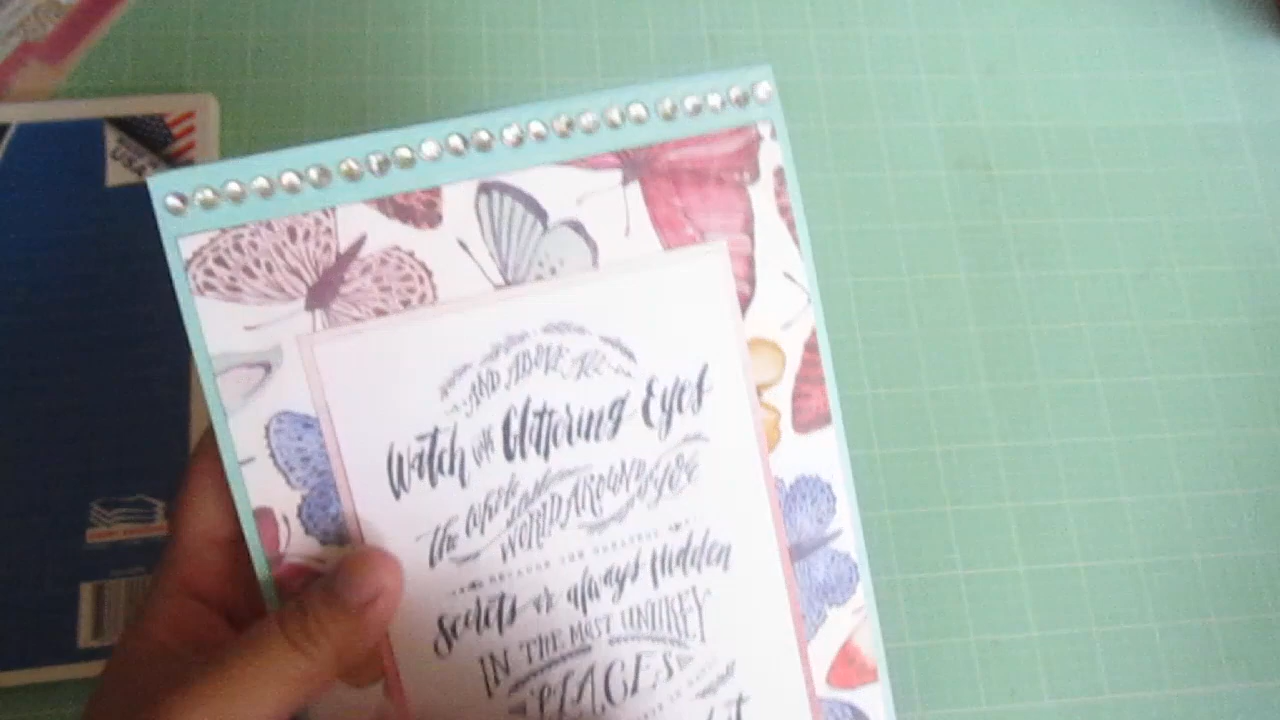 USA
AND ABOVE ALL
Watch with Glittering Eyes
the whole
WORLD AROUND YOU
BECAUSE THE GREATEST
secrets are always Hidden
IN THE MOST UNLIKELY
PLACES